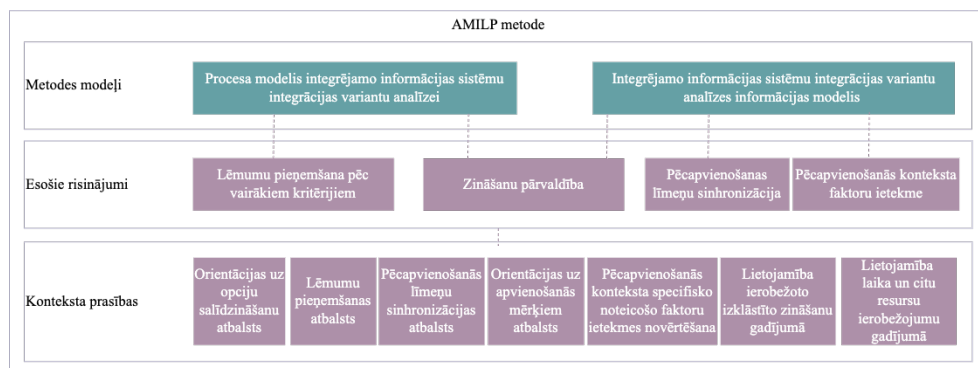 AMILP metode
Metodes modeļi
Procesa modelis integrējamo informācijas sistēmu
integrācijas variantu analīzei
Integrējamo informācijas sistēmu integrācijas variantu
analīzes informācijas modelis
Esošie risinājumi
Lēmumu pieņemšana pēc
vairākiem kritērijiem
Zināšanu pārvaldība
Pēcapvienošanas
līmeņu sinhronizācija
Pēcapvienošanās konteksta
faktoru ietekme
Konteksta prasības
Orientācijas uz
opciju
salīdzināšanu
atbalsts
Lēmumu
pieņemšanas
atbalsts
Pēcapvienošanās
līmeņu
sinhronizācijas
atbalsts
Orientācijas uz
apvienošanās
mērķiem
atbalsts
Pēcapvienošanās
konteksta specifisko
noteicošo faktoru
ietekmes novērtēšana
Lietojamība
ierobežoto
izklāstīto zināšanu
gadījumā
Lietojamība
laika un citu
resursu
ierobežojumu
gadījumā